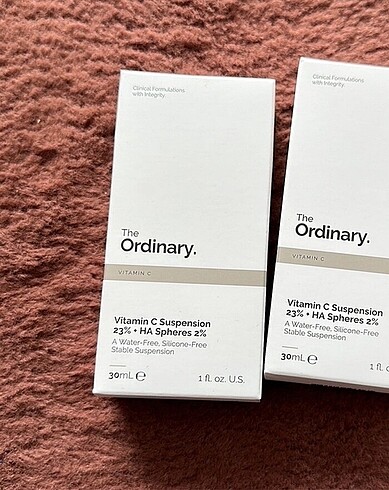 Clinical Formulations
with Integrity.
The
Ordinary.
VITAMIN C
Vitamin C Suspension
23% + HA Spheres 2%
A Water-Free, Silicone-Free
Stable Suspension
30mL ℮
1 fl. oz. U.S.
Clinical Formulations
with Integrity.
The
Ordinary.
VITAMIN C
Vitamin C Suspension
23% + HA Spheres 2%
A Water-Free, Silicone-Free
Stable Suspension
30mL ℮
1 fl.